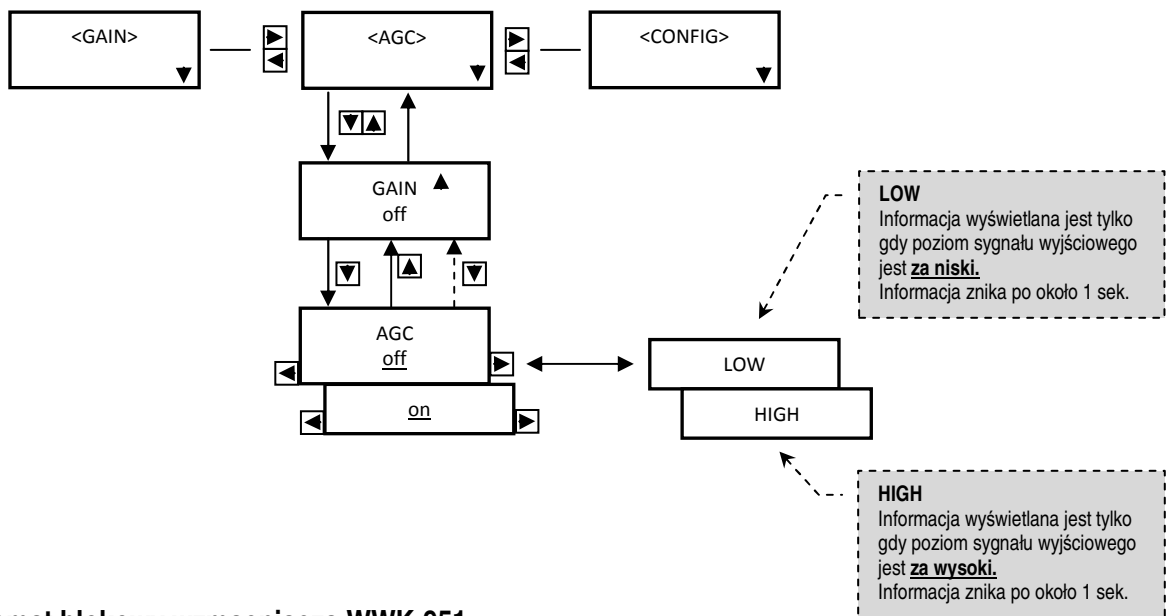 <GAIN>
<AGC>
<CONFIG>
GAIN
off
AGC
off
on
LOW
HIGH
LOW
Informacja wyświetlana jest tylko
gdy poziom sygnału wyjściowego
jest za niski.
Informacja znika po około 1 sek.
HIGH
Informacja wyświetlana jest tylko
gdy poziom sygnału wyjściowego
jest za wysoki.
Informacja znika po około 1 sek.